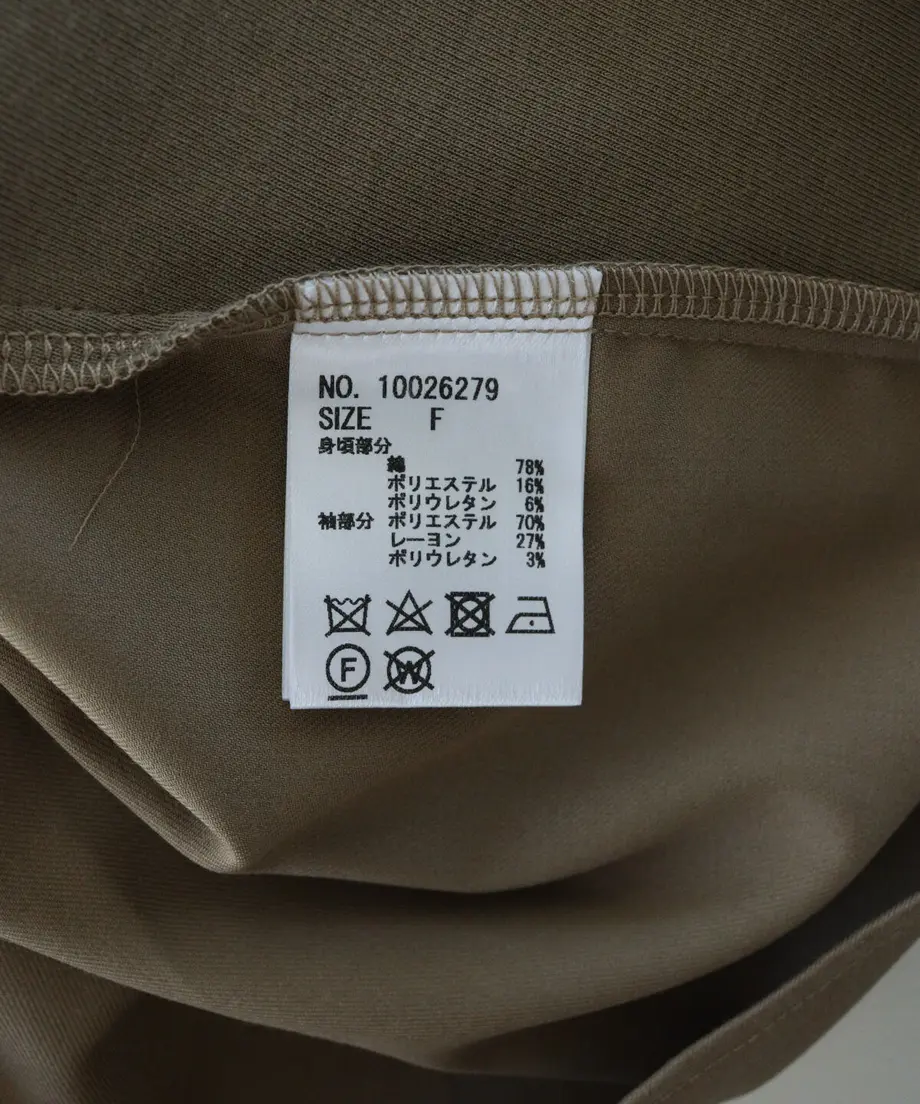 NO. 10026279
SIZE F
身頃部分
綿 78%
ポリエステル 16%
ポリウレタン 6%
袖部分 ポリエステル 70%
レーヨン 27%
ポリウレタン 3%
F W